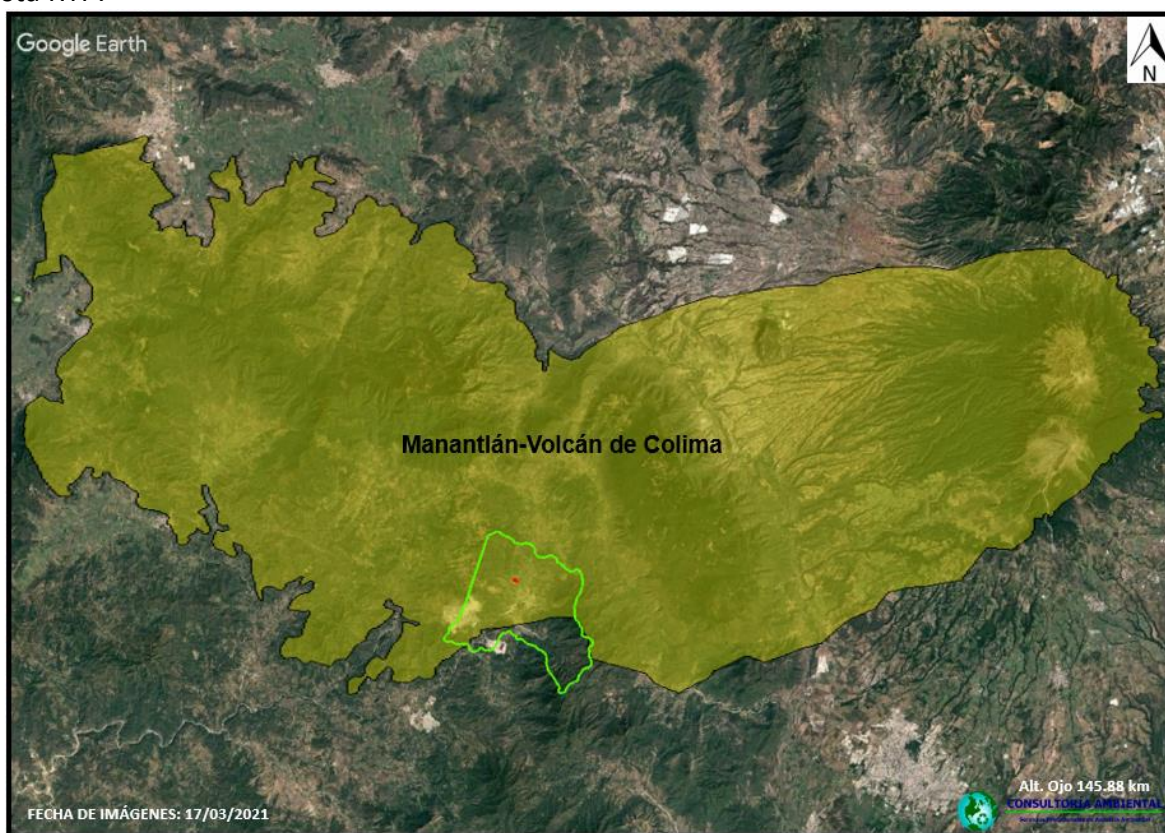 Google Earth
N
Manantlán-Volcán de Colima
FECHA DE IMÁGENES: 17/03/2021
Alt. Ojo 145.88 km
CONSULTORÍA AMBIENTAL